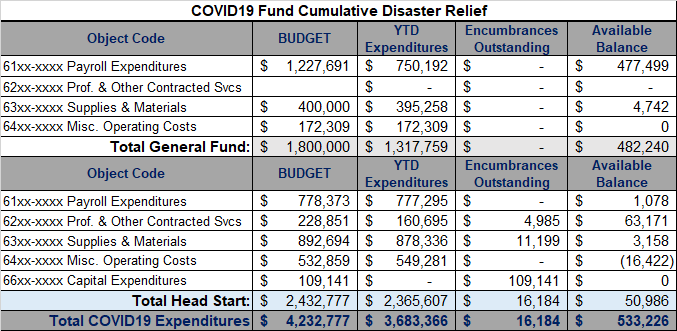 COVID19 Fund Cumulative Disaster Relief
Object Code BUDGET YTD Expenditures Encumbrances Outstanding Available Balance
61xx-xxxx Payroll Expenditures $ 1,227,691 $ 750,192 $ - $ 477,499
62xx-xxxx Prof. & Other Contracted Svcs $ - $ - $ -
63xx-xxxx Supplies & Materials $ 400,000 $ 395,258 $ - $ 4,742
64xx-xxxx Misc. Operating Costs $ 172,309 $ 172,309 $ - $ 0
Total General Fund: $ 1,800,000 $ 1,317,759 $ - $ 482,240
Object Code BUDGET YTD Expenditures Encumbrances Outstanding Available Balance
61xx-xxxx Payroll Expenditures $ 778,373 $ 777,295 $ - $ 1,078
62xx-xxxx Prof. & Other Contracted Svcs $ 228,851 $ 160,695 $ 4,985 $ 63,171
63xx-xxxx Supplies & Materials $ 892,694 $ 878,336 $ 11,199 $ 3,158
64xx-xxxx Misc. Operating Costs $ 532,859 $ 549,281 $ - $ (16,422)
66xx-xxxx Capital Expenditures $ 109,141 $ - $ 109,141 $ 0
Total Head Start: $ 2,432,777 $ 2,365,607 $ 16,184 $ 50,986
Total COVID19 Expenditures $ 4,232,777 $ 3,683,366 $ 16,184 $ 533,226